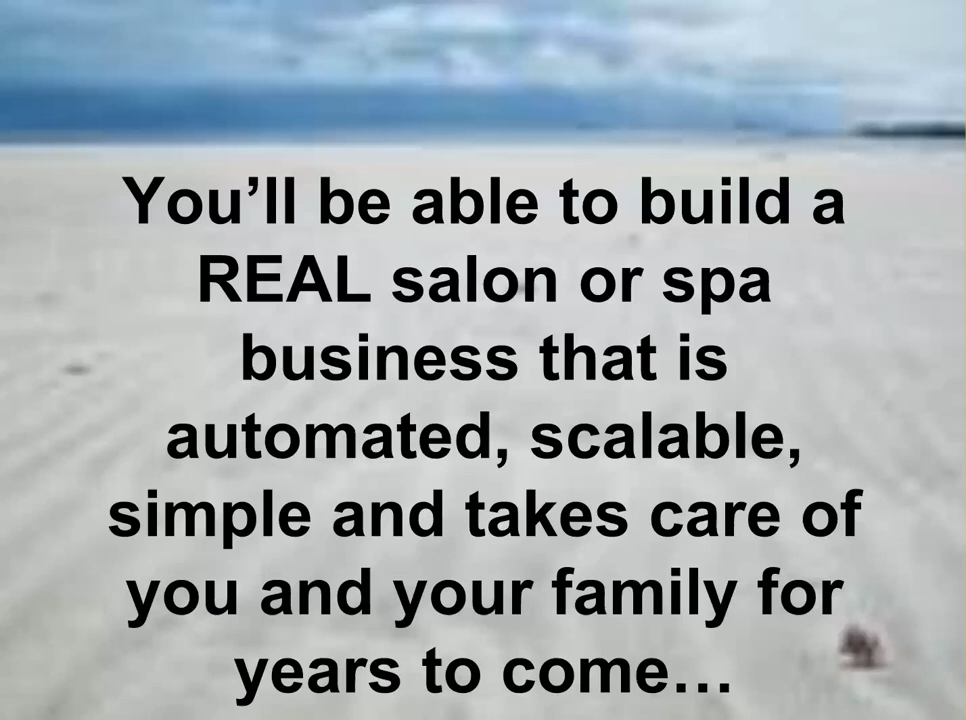 You’ll be able to build a
REAL salon or spa
business that is
automated, scalable,
simple and takes care of
you and your family for
years to come…